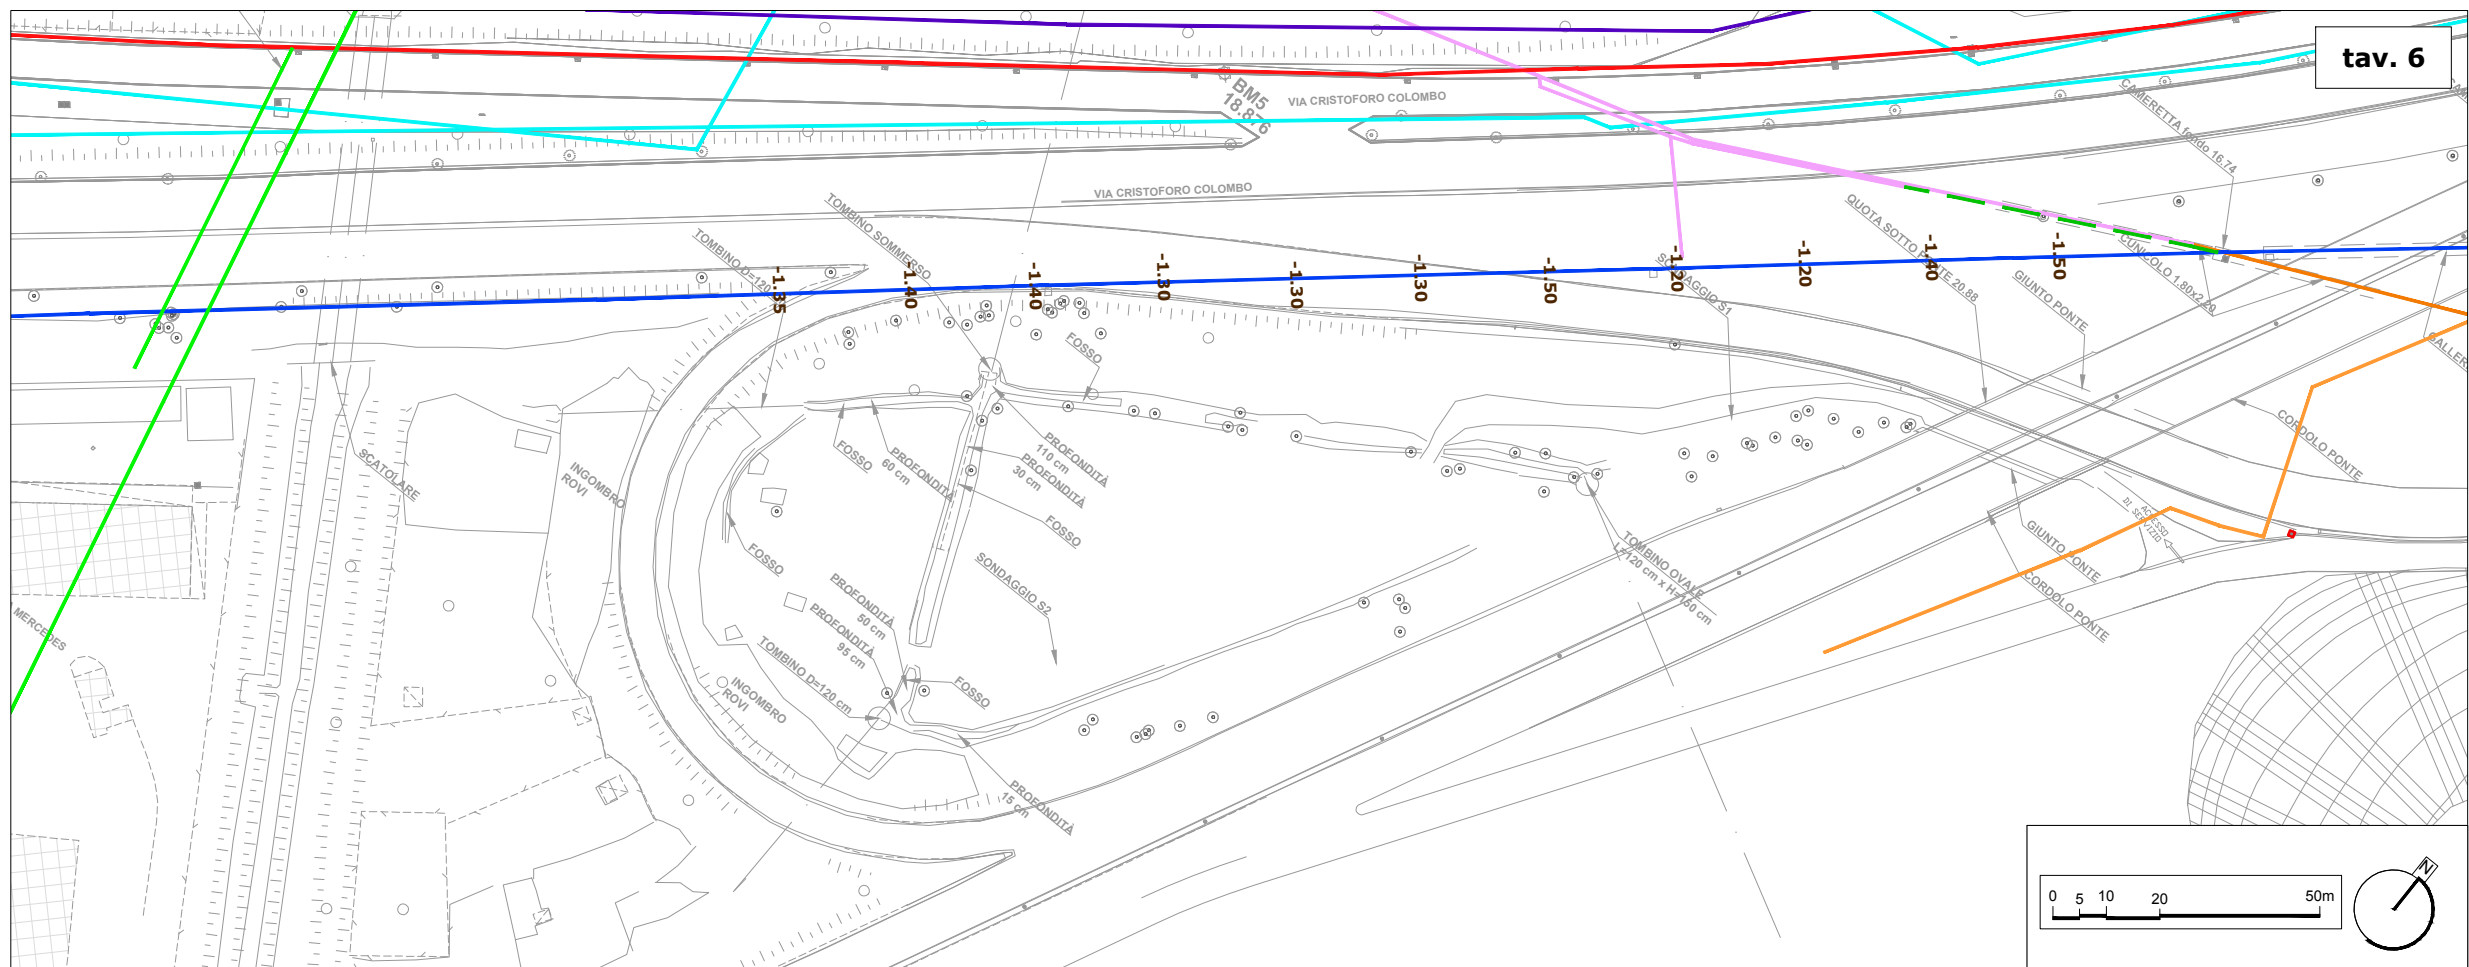 tav. 6
BM5
18.876
VIA CRISTOFORO COLOMBO
CAMERETTA fondo 16.74
VIA CRISTOFORO COLOMBO
TOMBINO SOMMERSO
QUOTA SOTTO PONTE 20.88
TOMBINO D=120
SONDAGGIO S1
CUNICOLO 1.80x2.20
GIUNTO PONTE
-1.35
-1.40
-1.40
-1.30
-1.30
-1.30
-1.50
-1.20
-1.20
-1.40
-1.50
FOSSO
CORDOLO PONTE
SCATOLARE
INGOMBRO
ROVI
FOSSO
PROFONDITÀ
60 cm
PROFONDITÀ
110 cm
PROFONDITÀ
30 cm
FOSSO
FOSSO
SONDAGGIO S2
TOMBINO OVALE
L=120 cm x H=160 cm
GIUNTO PONTE
ACCESSO
DI SERVIZIO
CORDOLO PONTE
MERCEDES
PROFONDITÀ
50 cm
PROFONDITÀ
95 cm
TOMBINO D=120 cm
INGOMBRO
ROVI
FOSSO
PROFONDITÀ
15 cm
N
0 5 10 20 50m